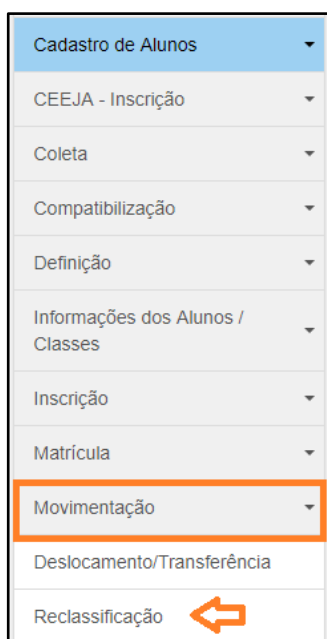 Cadastro de Alunos
CEEJA - Inscrição
Coleta
Compatibilização
Definição
Informações dos Alunos /
Classes
Inscrição
Matrícula
Movimentação
Deslocamento/Transferência
Reclassificação